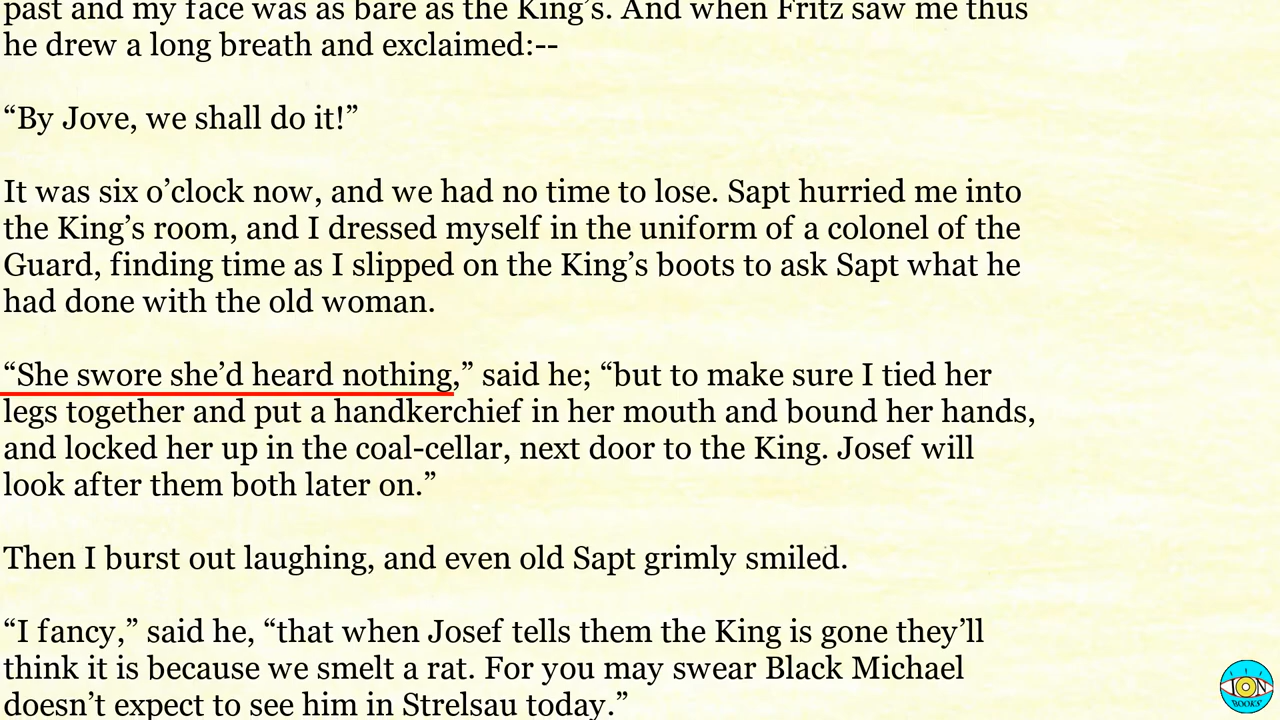 past and my face was as bare as the King’s. And when Fritz saw me thus
he drew a long breath and exclaimed:--
“By Jove, we shall do it!”
It was six o’clock now, and we had no time to lose. Sapt hurried me into
the King’s room, and I dressed myself in the uniform of a colonel of the
Guard, finding time as I slipped on the King’s boots to ask Sapt what he
had done with the old woman.
“She swore she’d heard nothing,” said he; “but to make sure I tied her
legs together and put a handkerchief in her mouth and bound her hands,
and locked her up in the coal-cellar, next door to the King. Josef will
look after them both later on.”
Then I burst out laughing, and even old Sapt grimly smiled.
“I fancy,” said he, “that when Josef tells them the King is gone they’ll
think it is because we smelt a rat. For you may swear Black Michael
doesn’t expect to see him in Strelsau today.”
ION
BOOKS